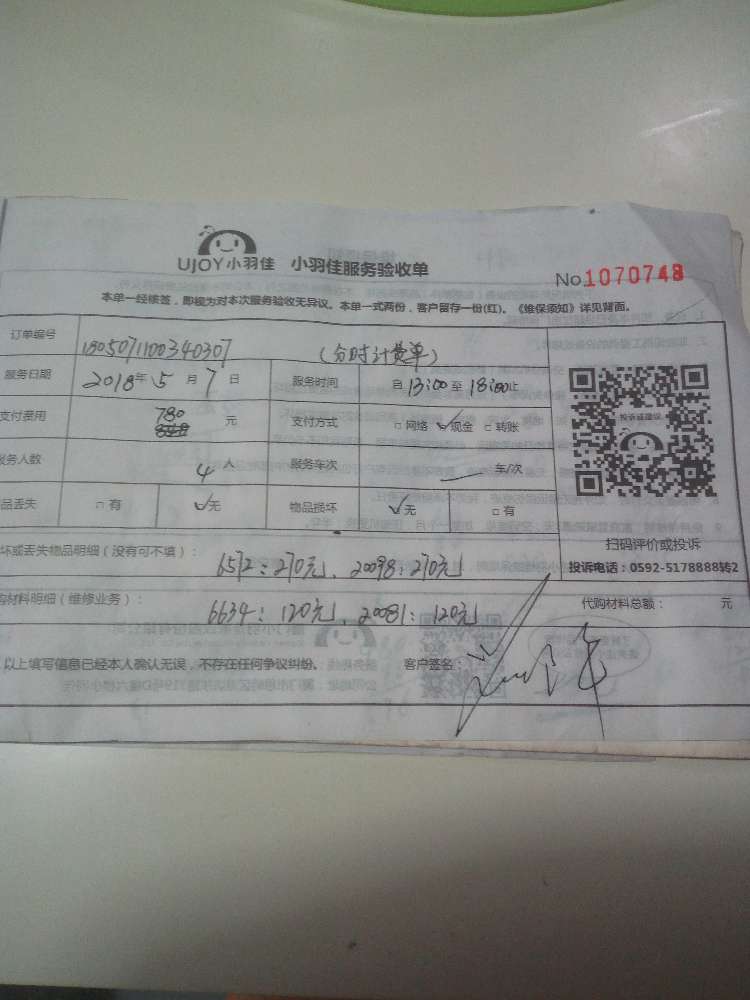 UJOY小羽佳 小羽佳服务验收单
No.1070748
本单一经核签，即视为对本次服务验收无异议。本单一式两份，客户留存一份(红)。《维保须知》详见背面。
订单编号 180507110034​0307 (分时计费单)
服务日期 2018年5月7日 服务时间 自13:00至18:00止
支付费用 780 元 支付方式 □网络 ☑现金 □转账
服务人数 4人 服务车次 车/次
品丢失 □有 ☑无 物品损坏 ☑无 □有
投诉或建议
扫码评价或投诉
投诉电话：0592-5178888转2
坏或丢失物品明细（没有可不填）：
6572：270元、20098：270元
购材料明细（维修业务）： 代购材料总额： 元
6634：120元、20081：120元
以上填写信息已经本人确认无误，不存在任何争议纠纷。 客户签名：